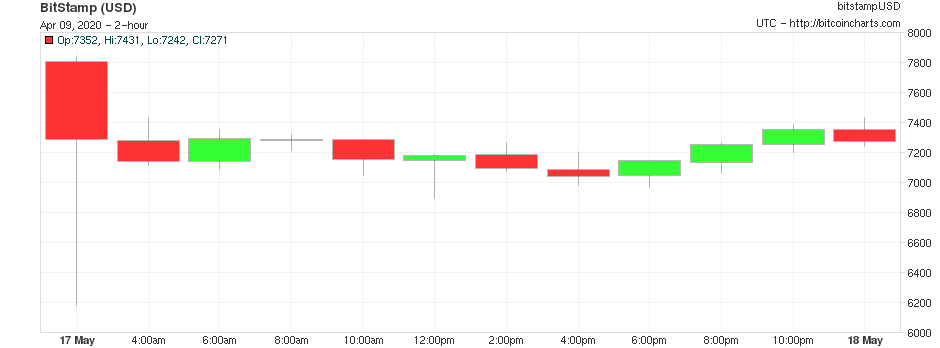 BitStamp (USD)
bitstampUSD
Apr 09, 2020 - 2-hour
UTC - http://bitcoincharts.com
Op:7352, Hi:7431, Lo:7242, Cl:7271
8000
7800
7600
7400
7200
7000
6800
6600
6400
6200
6000
17 May 4:00am 6:00am 8:00am 10:00am 12:00pm 2:00pm 4:00pm 6:00pm 8:00pm 10:00pm 18 May